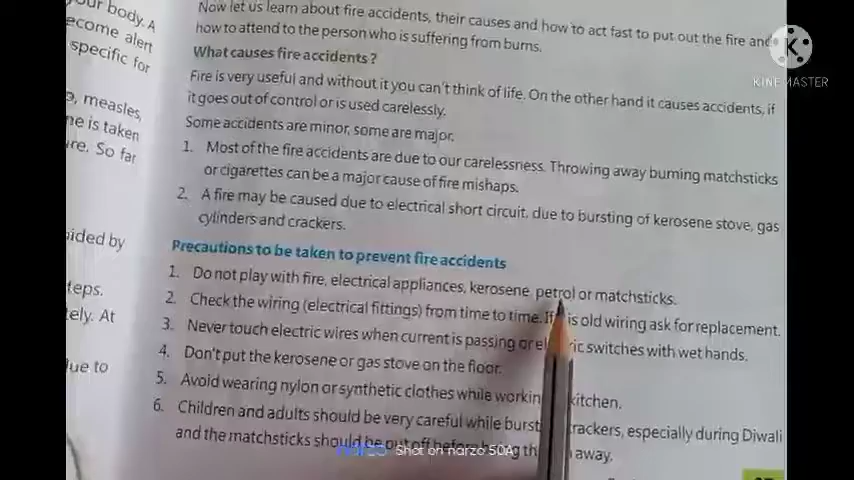 our body. A
ecome alert
specific for
measles,
ne is taken
ure. So far
aided by
teps.
tely. At
ue to
Now let us learn about fire accidents, their causes and how to act fast to put out the fire and
how to attend to the person who is suffering from burns.
What causes fire accidents?
Fire is very useful and without it you can't think of life. On the other hand it causes accidents, if
it goes out of control or is used carelessly.
Some accidents are minor, some are major.
1. Most of the fire accidents are due to our carelessness. Throwing away burning matchsticks
or cigarettes can be a major cause of fire mishaps.
2. A fire may be caused due to electrical short circuit, due to bursting of kerosene stove, gas
cylinders and crackers.
Precautions to be taken to prevent fire accidents
1. Do not play with fire, electrical appliances, kerosene, petrol or matchsticks.
2. Check the wiring (electrical fittings) from time to time. If is old wiring ask for replacement.
3. Never touch electric wires when current is passing or switches with wet hands.
4. Don't put the kerosene or gas stove on the floor.
5. Avoid wearing nylon or synthetic clothes while kitchen.
6. Children and adults should be very careful while crackers, especially during Diwali
and the matchsticks should be put off before away.
KINE MASTER
narzo Shot on narzo 50A